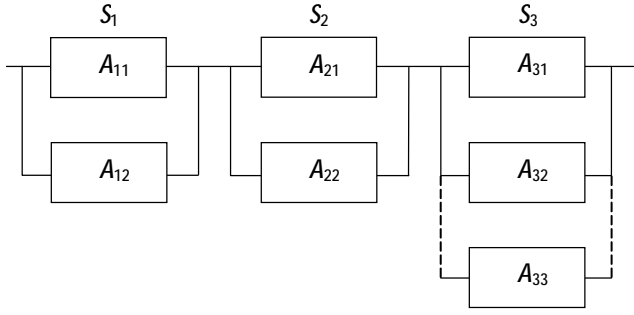 S₁ S₂ S₃
A₁₁ A₂₁ A₃₁
A₁₂ A₂₂ A₃₂
A₃₃